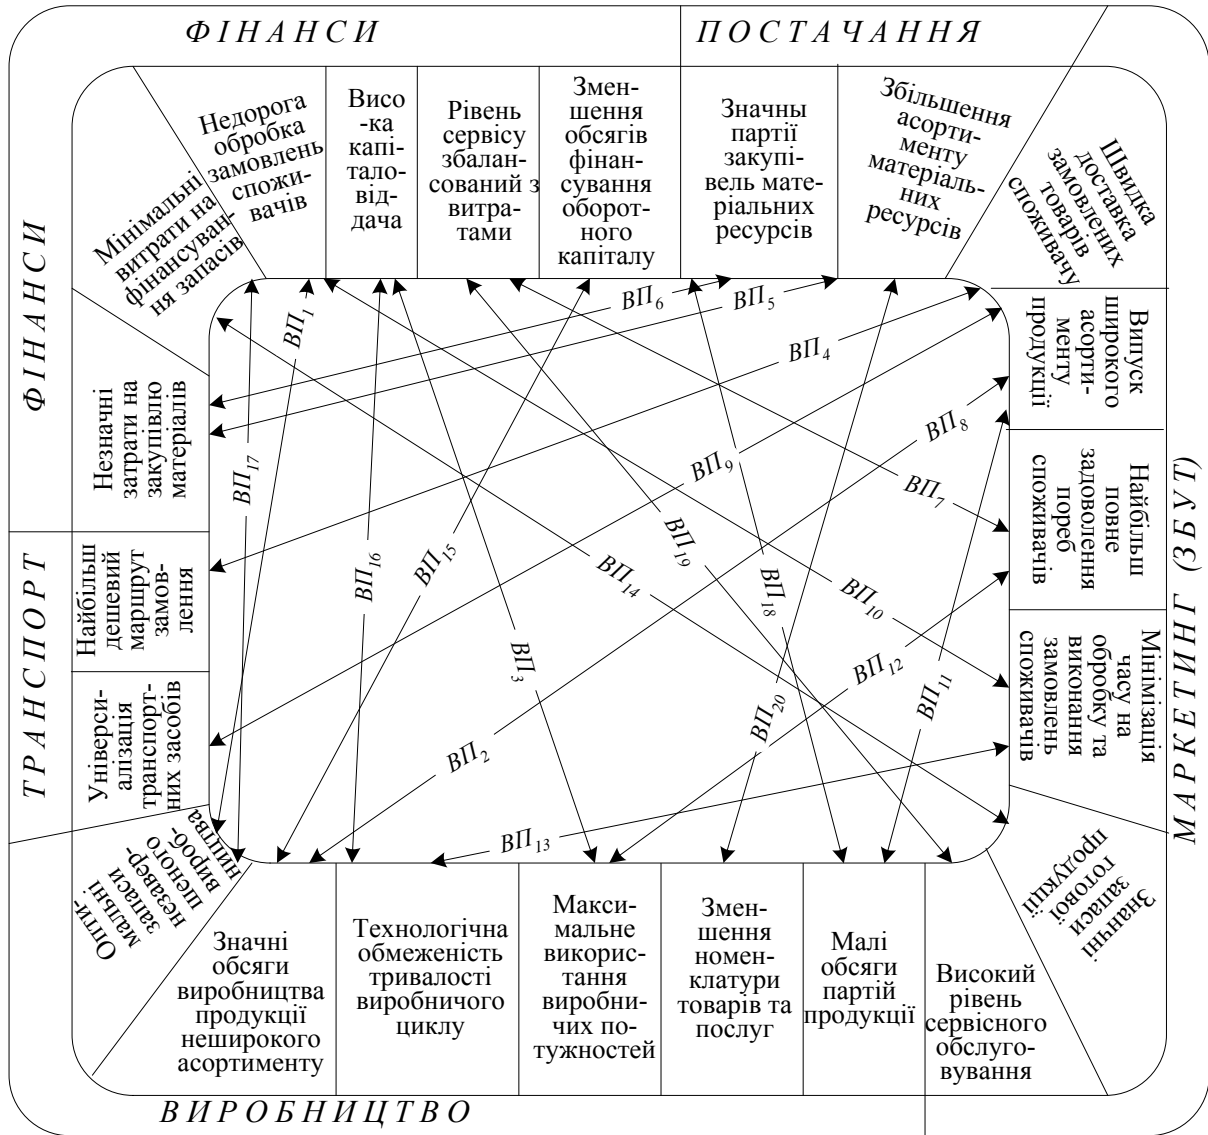 ФІНАНСИ
ПОСТАЧАННЯ
ФІНАНСИ
ТРАНСПОРТ
МАРКЕТИНГ (ЗБУТ)
ВИРОБНИЦТВО
Недорога
обробка
замовлень
спожи-
вачів
Висо
-ка
капі-
тало-
від-
дача
Рівень
сервісу
збалан-
сований з
витра-
тами
Змен-
шення
обсягів
фінан-
сування
оборот-
ного
капіталу
Значны
партії
закупі-
вель мате-
ріальних
ресурсів
Збільшення
асорти-
менту
матеріаль-
них
ресурсів
Швидка
доставка
замовлених
товарів
споживачу
Випуск
широкого
асорти-
менту
продукції
Найбільш
повне
задоволення
пореб
споживачів
Мінімізація
часу на
обробку та
виконання
замовлень
споживачів
Знанчні
запаси
готової
продукції
Високий
рівень
сервісного
обслуго-
вування
Малі
обсяги
партій
продукції
Змен-
шення
номен-
клатури
товарів та
послуг
Макси-
мальне
викорис-
тання
виробни-
чих по-
тужностей
Технологічна
обмеженість
тривалості
виробничого
циклу
Значні
обсяги
виробництва
продукції
неширокого
асортименту
Опти-
мальні
запаси
незавер-
шеного
вироб-
ництва
Універси-
алізація
транспорт-
них засобів
Найбільш
дешевий
маршрут
замов-
лення
Незначні
затрати на
закупівлю
матеріалів
Мінімальні
витраги на
фінансуван-
ня запасів
ВП1
ВП6
ВП5
ВП4
ВП8
ВП9
ВП17
ВП7
ВП15
ВП16
ВП19
ВП14
ВП18
ВП10
ВП3
ВП12
ВП11
ВП20
ВП2
ВП13